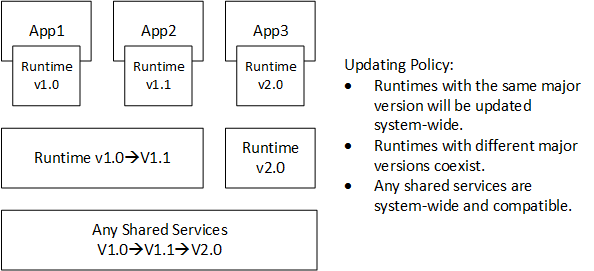 App1
App2
App3
Runtime
v1.0
Runtime
v1.1
Runtime
v2.0
Runtime v1.0→V1.1
Runtime
v2.0
Any Shared Services
V1.0→V1.1→V2.0
Updating Policy:
• Runtimes with the same major
version will be updated
system-wide.
• Runtimes with different major
versions coexist.
• Any shared services are
system-wide and compatible.